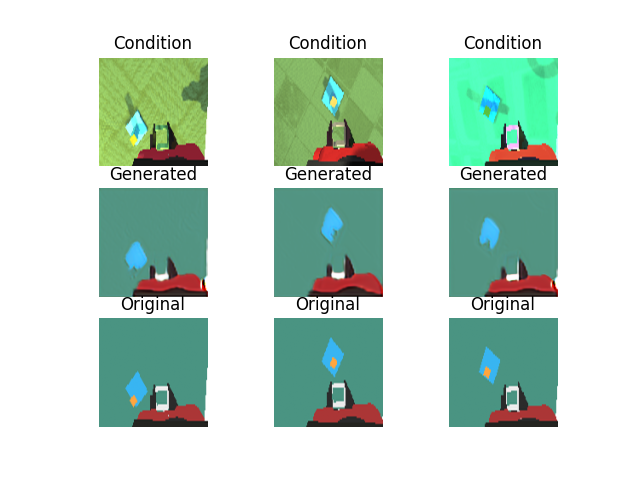 Condition Condition Condition
Generated Generated Generated
Original Original Original